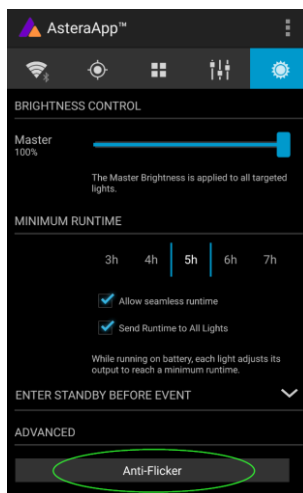 AsteraApp™
BRIGHTNESS CONTROL
Master
100%
The Master Brightness is applied to all targeted
lights.
MINIMUM RUNTIME
3h 4h 5h 6h 7h
Allow seamless runtime
Send Runtime to All Lights
While running on battery, each light adjusts its
output to reach a minimum runtime.
ENTER STANDBY BEFORE EVENT
ADVANCED
Anti-Flicker